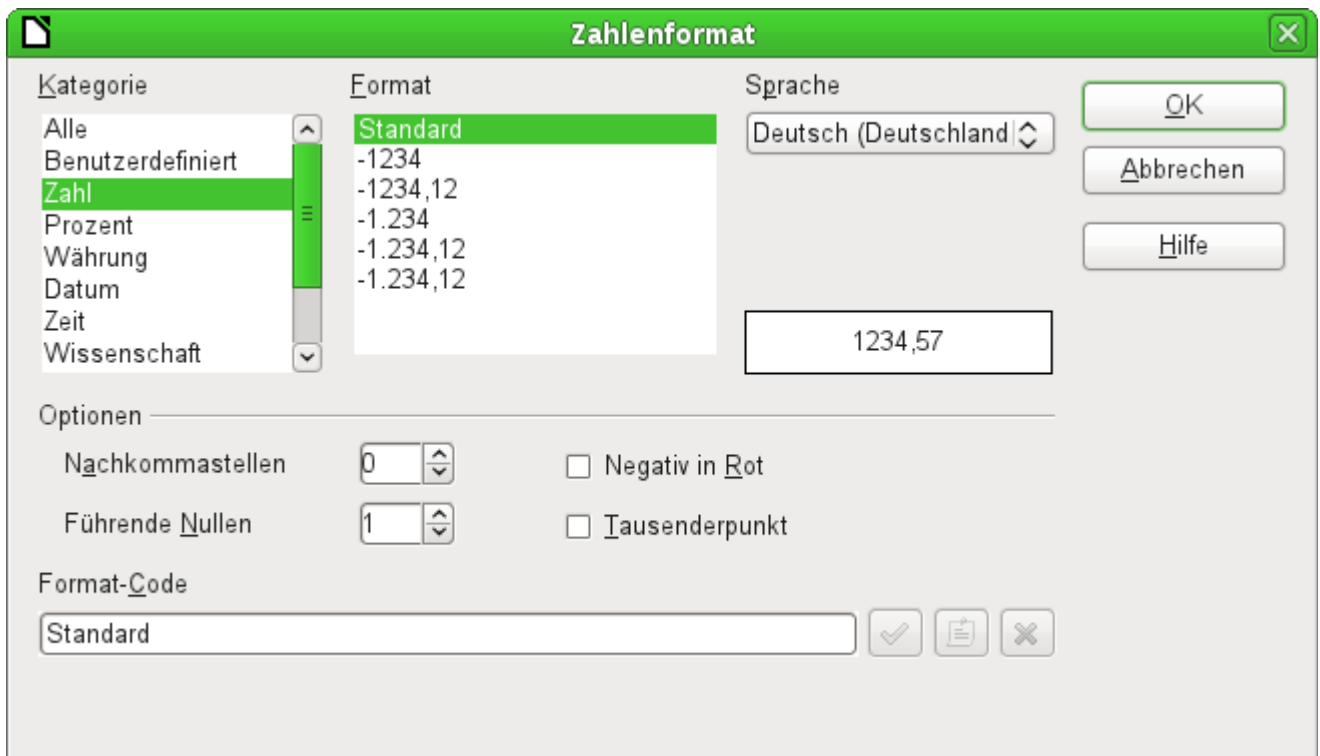 Zahlenformat
Kategorie
Alle
Benutzerdefiniert
Zahl
Prozent
Währung
Datum
Zeit
Wissenschaft
Format
Standard
-1234
-1234,12
-1.234
-1.234,12
-1.234,12
Sprache
Deutsch (Deutschland
1234,57
OK
Abbrechen
Hilfe
Optionen
Nachkommastellen 0
Negativ in Rot
Führende Nullen 1
Tausenderpunkt
Format-Code
Standard